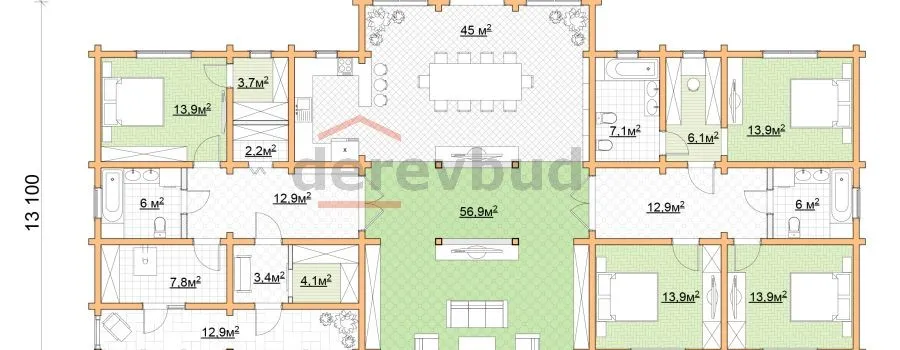 45 м²
3,7м²
13,9м²
7,1м²
6,1м²
13,9м²
2,2м²
derevbud
6 м²
12,9м²
56,9м²
12,9м²
6 м²
13 100
7,8м²
3,4м²
4,1м²
13,9м²
13,9м²
12,9м²